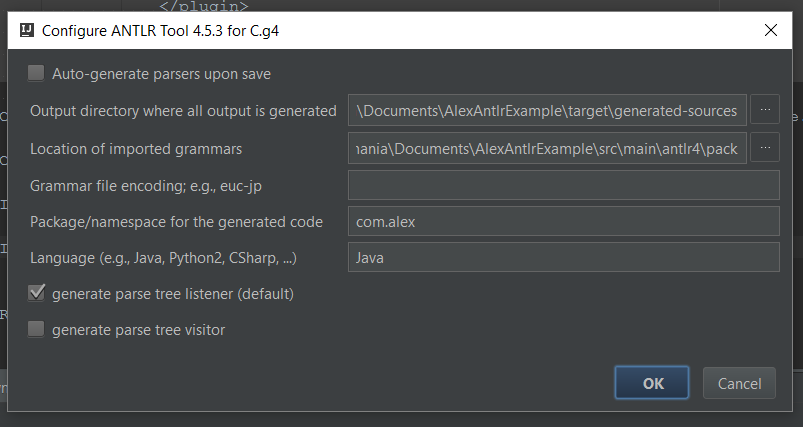 </plugin>
IJ
Configure ANTLR Tool 4.5.3 for C.g4
Auto-generate parsers upon save
Output directory where all output is generated \Documents\AlexAntlrExample\target\generated-sources ...
Location of imported grammars nania\Documents\AlexAntlrExample\src\main\antlr4\pack ...
Grammar file encoding; e.g., euc-jp
Package/namespace for the generated code com.alex
Language (e.g., Java, Python2, CSharp, ...) Java
generate parse tree listener (default)
generate parse tree visitor
OK Cancel